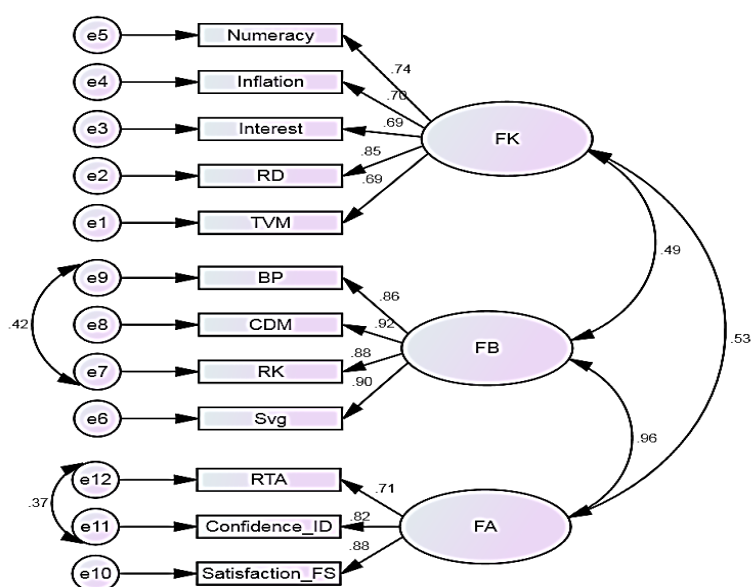 e5 Numeracy .74
e4 Inflation .70
e3 Interest .69 FK
e2 RD .85
e1 TVM .69
e9 BP .86 .49
.42 e8 CDM .92 FB .53
e7 RK .88
e6 Svg .90
.96
e12 RTA .71
.37 e11 Confidence_ID .82 FA
e10 Satisfaction_FS .88